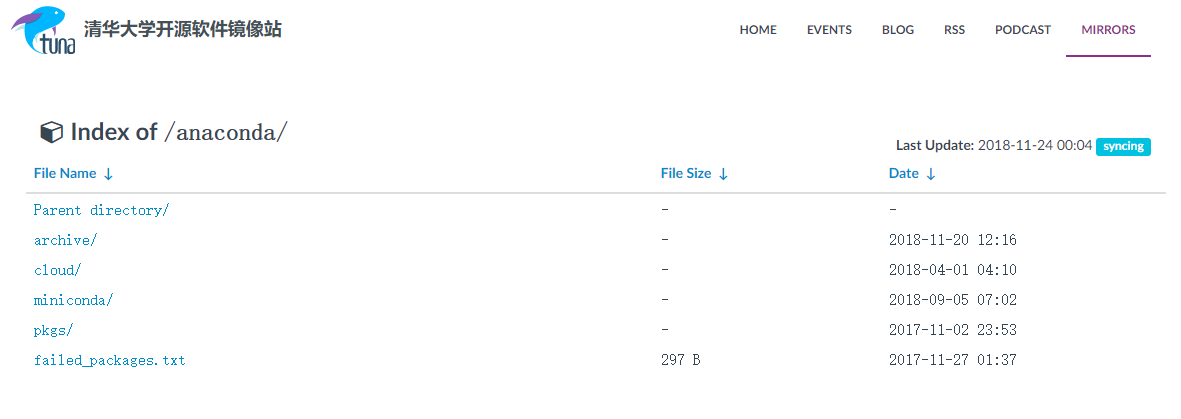 tuna 清华大学开源软件镜像站 HOME EVENTS BLOG RSS PODCAST MIRRORS
Index of /anaconda/
Last Update: 2018-11-24 00:04 syncing
File Name ↓ File Size ↓ Date ↓
Parent directory/ - -
archive/ - 2018-11-20 12:16
cloud/ - 2018-04-01 04:10
miniconda/ - 2018-09-05 07:02
pkgs/ - 2017-11-02 23:53
failed_packages.txt 297 B 2017-11-27 01:37